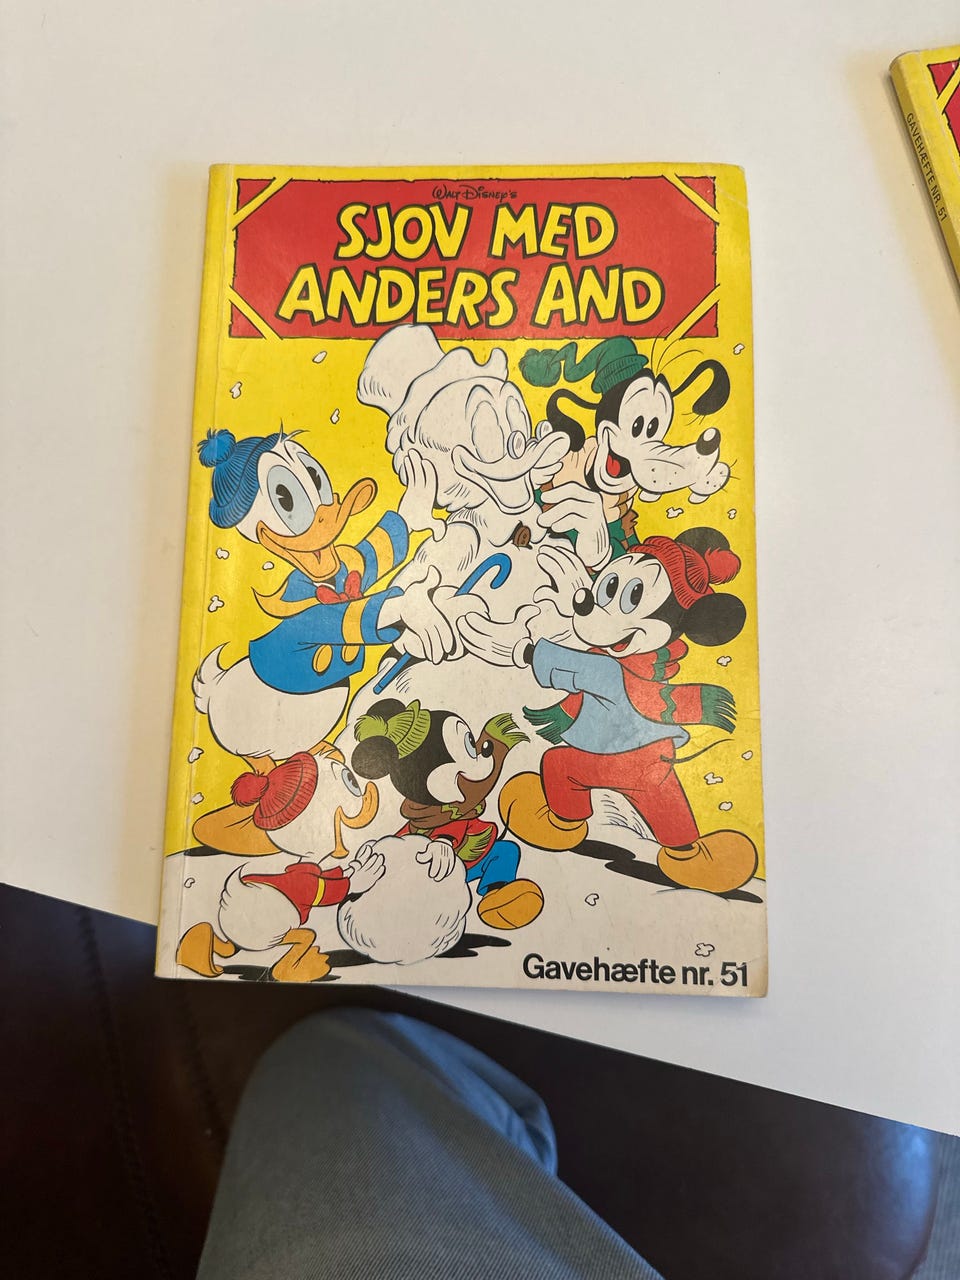 Walt Disney's
SJOV MED
ANDERS AND
Gavehæfte nr. 51
GAVEHÆFTE NR. 51